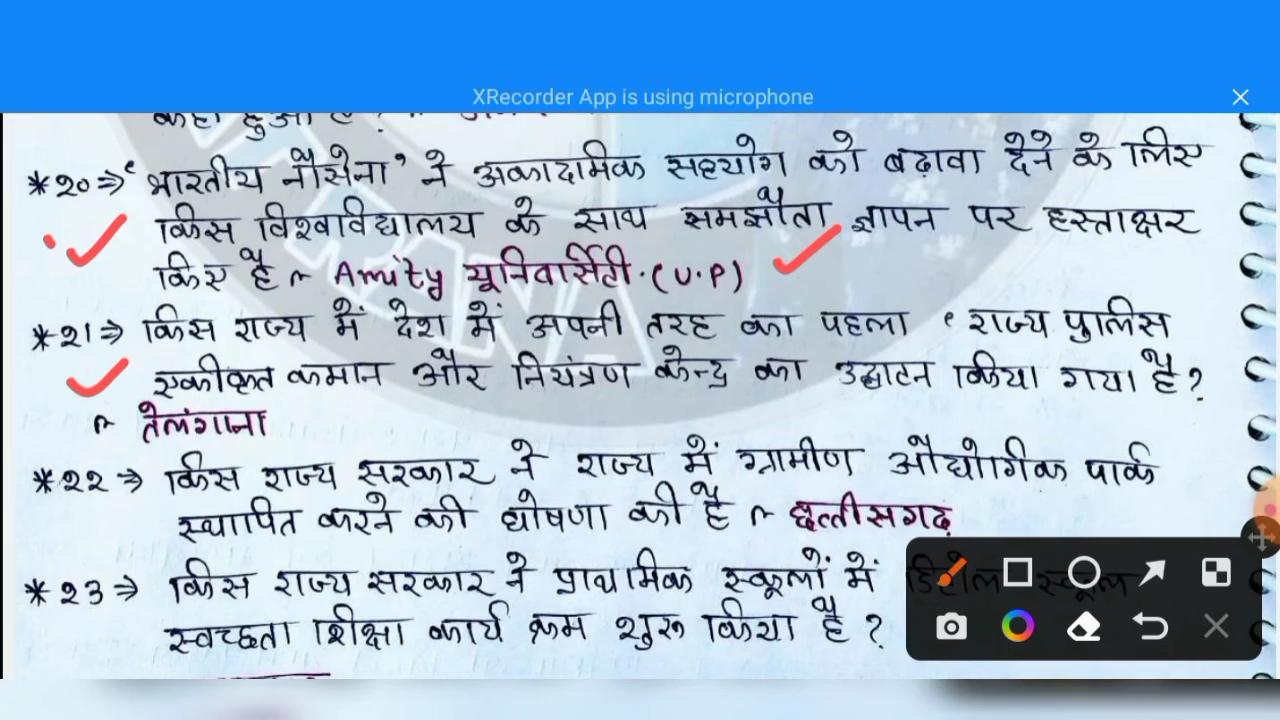 XRecorder App is using microphone
कहा हुआ है ?
*20⇒ 'भारतीय नौसेना' ने अकादमिक सहयोग को बढावा देने के लिए
किस विश्वविद्यालय के साथ समझौता ज्ञापन पर हस्ताक्षर
किए है ~ Amity यूनिवर्सिटी.(U.P)
*21⇒ किस राज्य में देश में अपनी तरह का पहला 'राज्य पुलिस
एकीकृत कमान और नियंत्रण केन्द्र का उद्घाटन किया गया है?
~ तेलंगाना
*22⇒ किस राज्य सरकार ने राज्य में ग्रामीण औद्योगिक पार्क
स्थापित करने की घोषणा की है ~ छत्तीसगढ़
*23⇒ किस राज्य सरकार ने प्राथमिक स्कूलों में स्कूल
स्वच्छता शिक्षा कार्य क्रम शुरू किया है ?